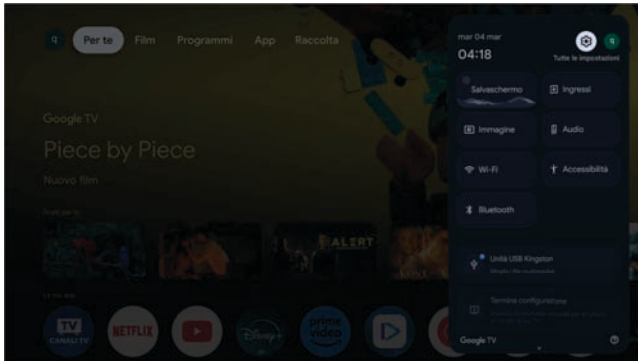 Per te Film Programmi App Raccolta
Google TV
Piece by Piece
Nuovo film
mar 04 mar
04:18
Tutte le impostazioni
Salvaschermo
Ingressi
Immagine
Audio
Wi-Fi
Accessibilità
Bluetooth
Unità USB Kingston
Termina configurazione
Google TV
ALERT
TV
CANALI TV
NETFLIX
Disney+
prime
video